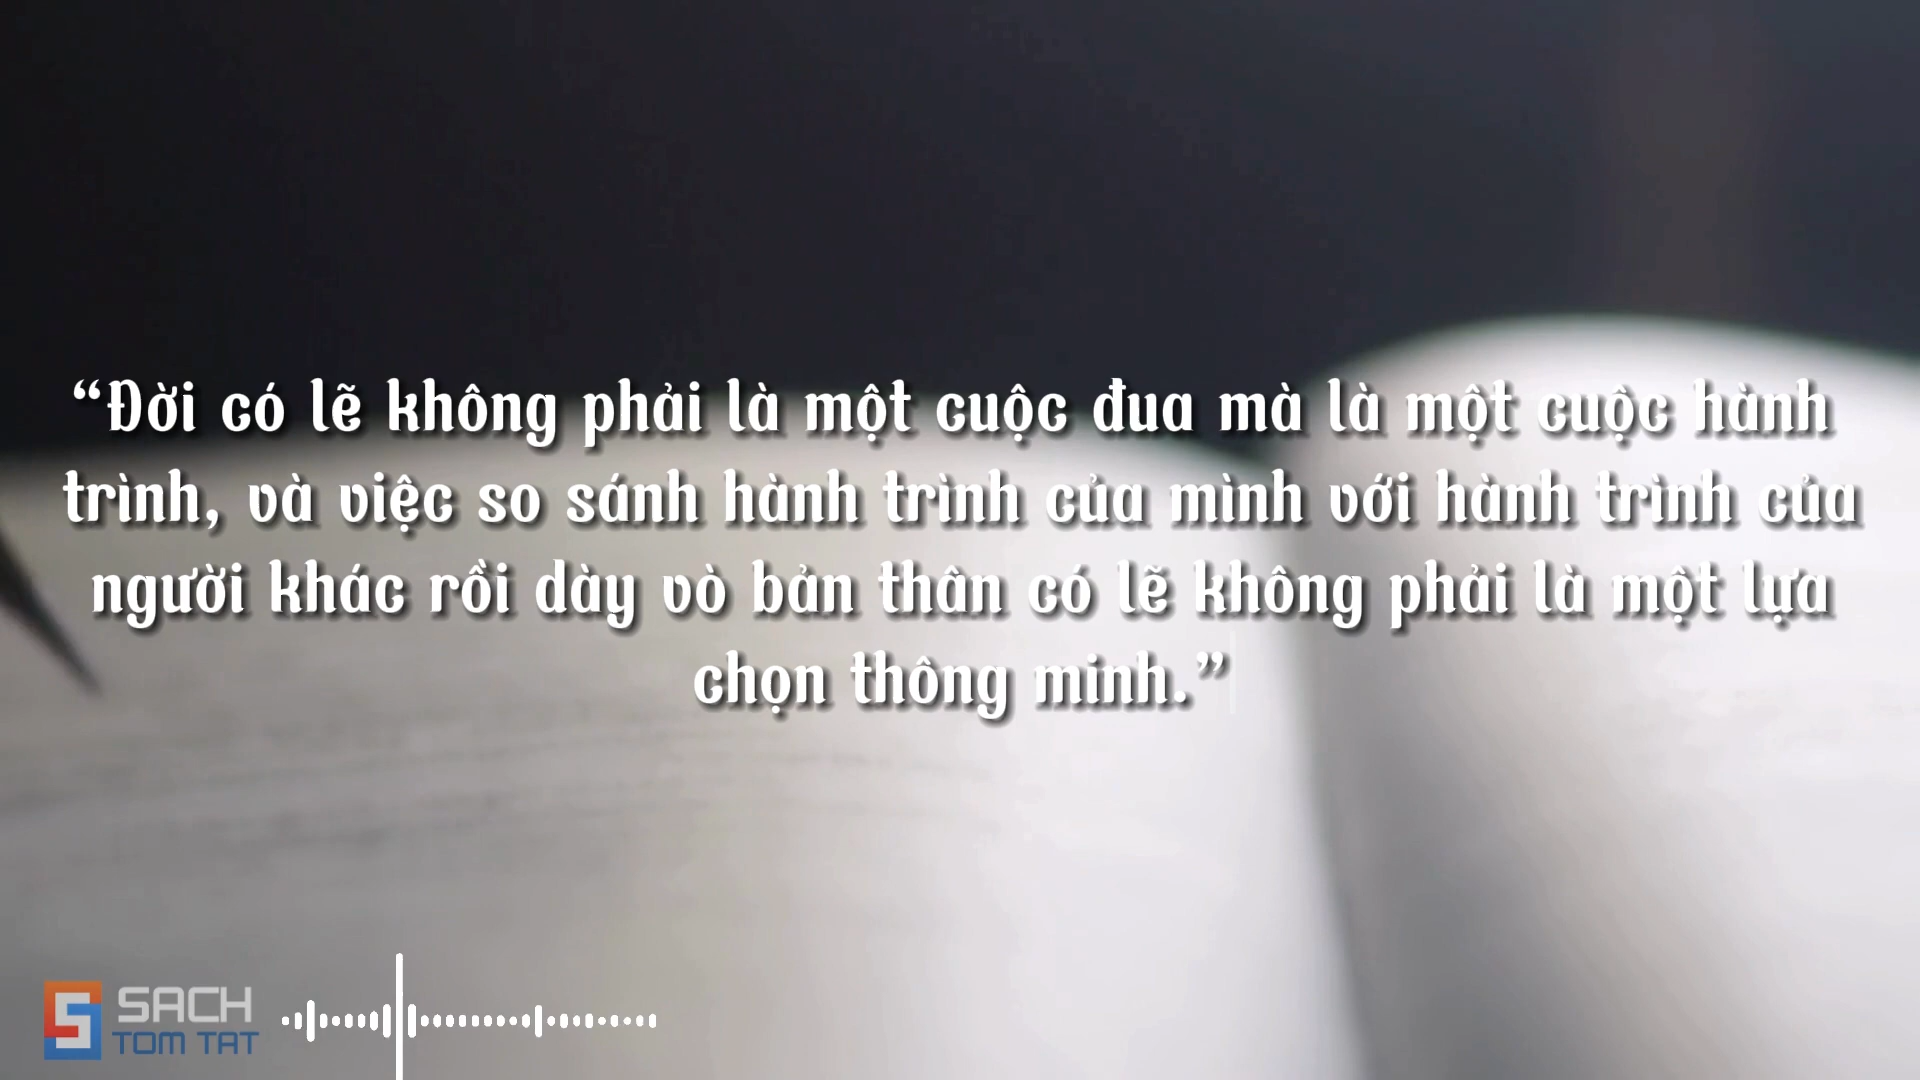 “Đời có lẽ không phải là một cuộc đua mà là một cuộc hành
trình, và việc so sánh hành trình của mình với hành trình của
người khác rồi dày vò bản thân có lẽ không phải là một lựa
chọn thông minh.”
SACH
TOM TAT